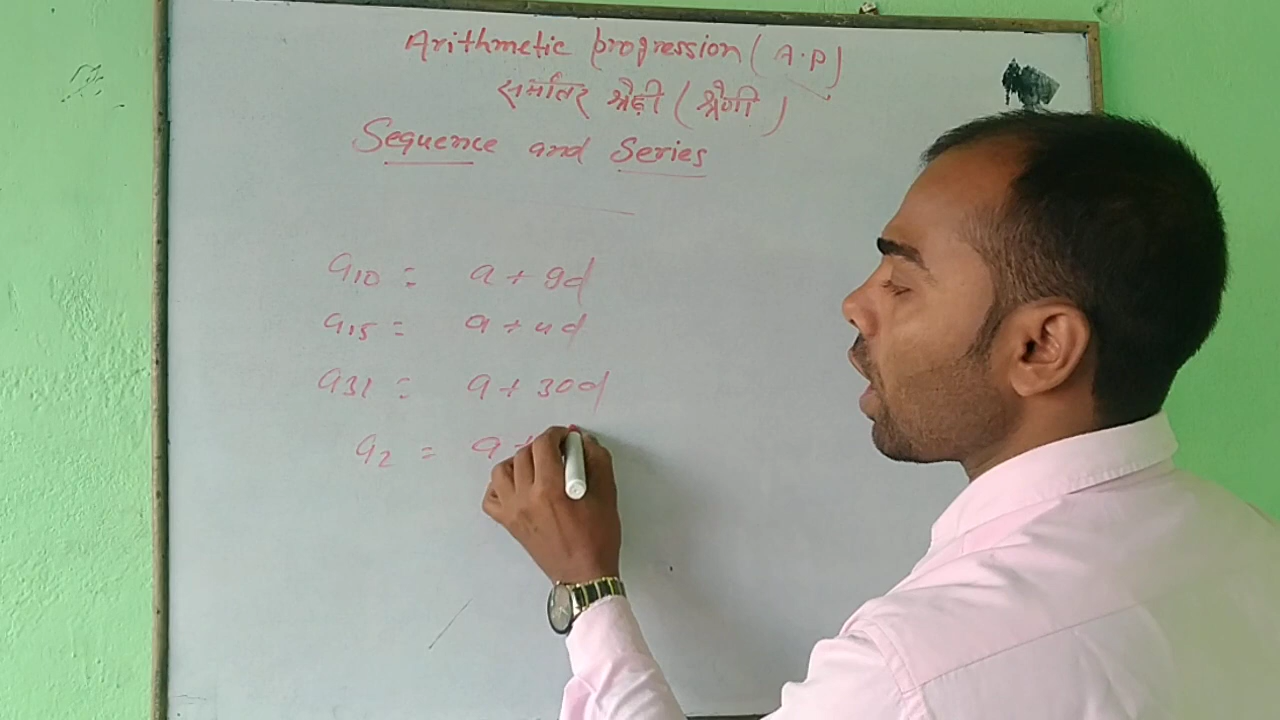 Arithmetic progression (A.P)
समांतर श्रेढ़ी (श्रेणी)
Sequence and Series
a10 = a + 9d
a15 = a + 4d
a31 = a + 30d
a2 = a +